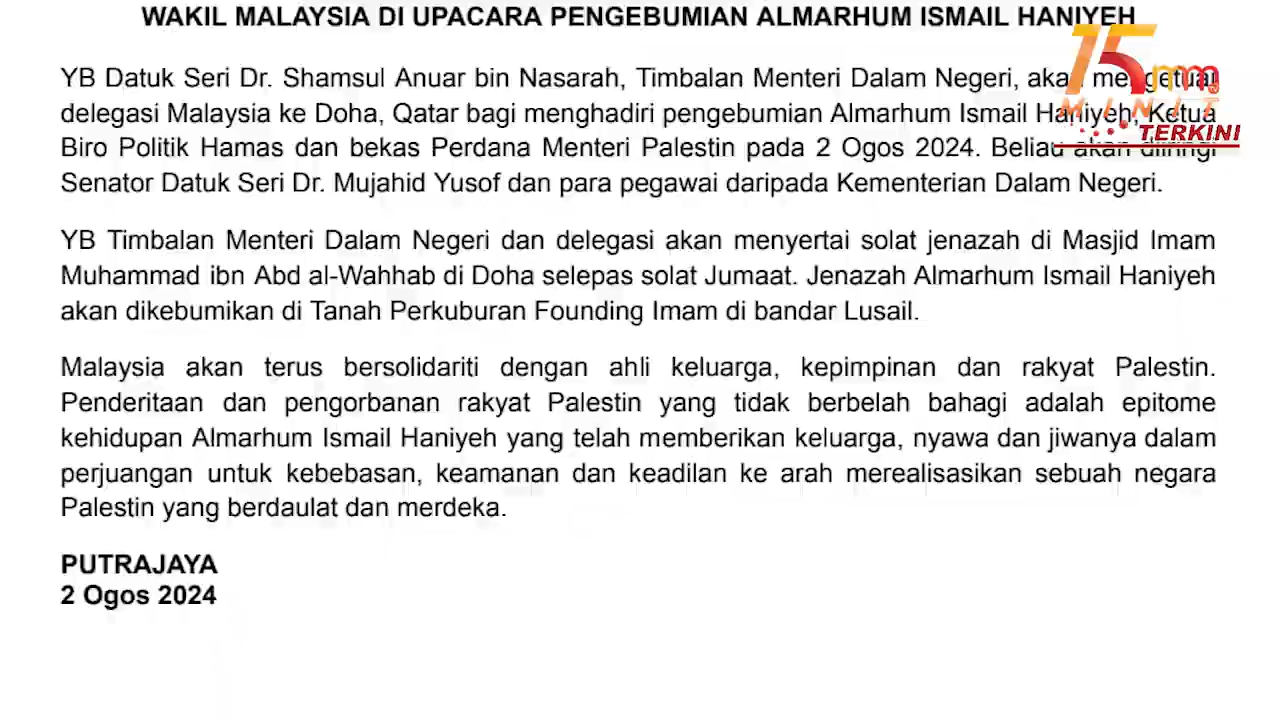 WAKIL MALAYSIA DI UPACARA PENGEBUMIAN ALMARHUM ISMAIL HANIYEH
YB Datuk Seri Dr. Shamsul Anuar bin Nasarah, Timbalan Menteri Dalam Negeri, akan mengetuai
delegasi Malaysia ke Doha, Qatar bagi menghadiri pengebumian Almarhum Ismail Haniyeh, Ketua
Biro Politik Hamas dan bekas Perdana Menteri Palestin pada 2 Ogos 2024. Beliau akan diiringi
Senator Datuk Seri Dr. Mujahid Yusof dan para pegawai daripada Kementerian Dalam Negeri.
YB Timbalan Menteri Dalam Negeri dan delegasi akan menyertai solat jenazah di Masjid Imam
Muhammad ibn Abd al-Wahhab di Doha selepas solat Jumaat. Jenazah Almarhum Ismail Haniyeh
akan dikebumikan di Tanah Perkuburan Founding Imam di bandar Lusail.
Malaysia akan terus bersolidariti dengan ahli keluarga, kepimpinan dan rakyat Palestin.
Penderitaan dan pengorbanan rakyat Palestin yang tidak berbelah bahagi adalah epitome
kehidupan Almarhum Ismail Haniyeh yang telah memberikan keluarga, nyawa dan jiwanya dalam
perjuangan untuk kebebasan, keamanan dan keadilan ke arah merealisasikan sebuah negara
Palestin yang berdaulat dan merdeka.
PUTRAJAYA
2 Ogos 2024
15
MINIT
TERKINI